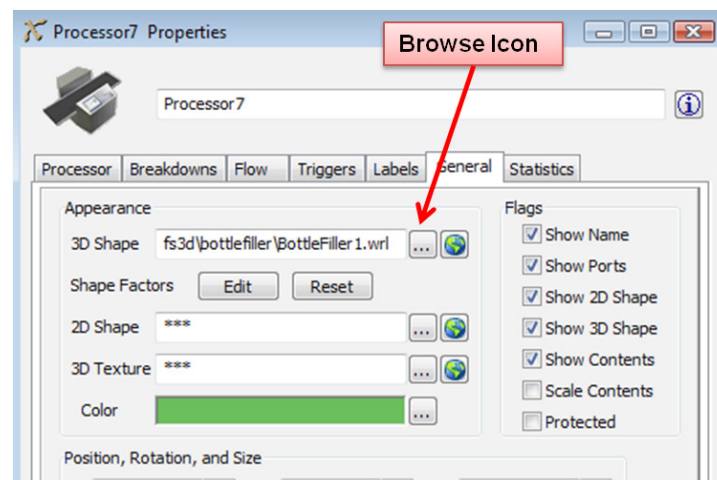 Processor7 Properties
Browse Icon
Processor7
Processor Breakdowns Flow Triggers Labels General Statistics
Appearance
3D Shape fs3d\bottlefiller\BottleFiller1.wrl ...
Shape Factors Edit Reset
2D Shape *** ...
3D Texture *** ...
Color ...
Flags
Show Name
Show Ports
Show 2D Shape
Show 3D Shape
Show Contents
Scale Contents
Protected
Position, Rotation, and Size